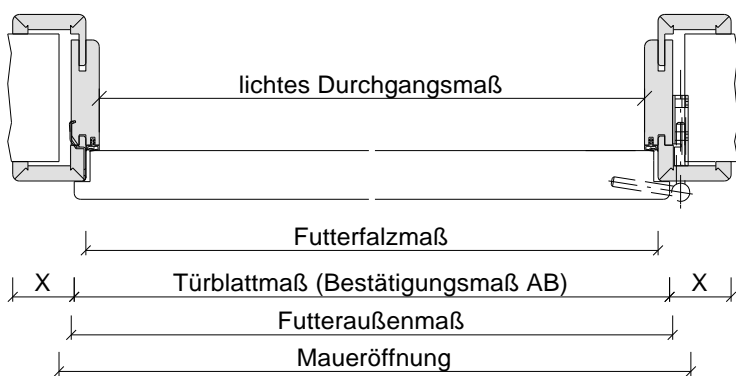 lichtes Durchgangsmaß
Futterfalzmaß
X Türblattmaß (Bestätigungsmaß AB) X
Futteraußenmaß
Maueröffnung